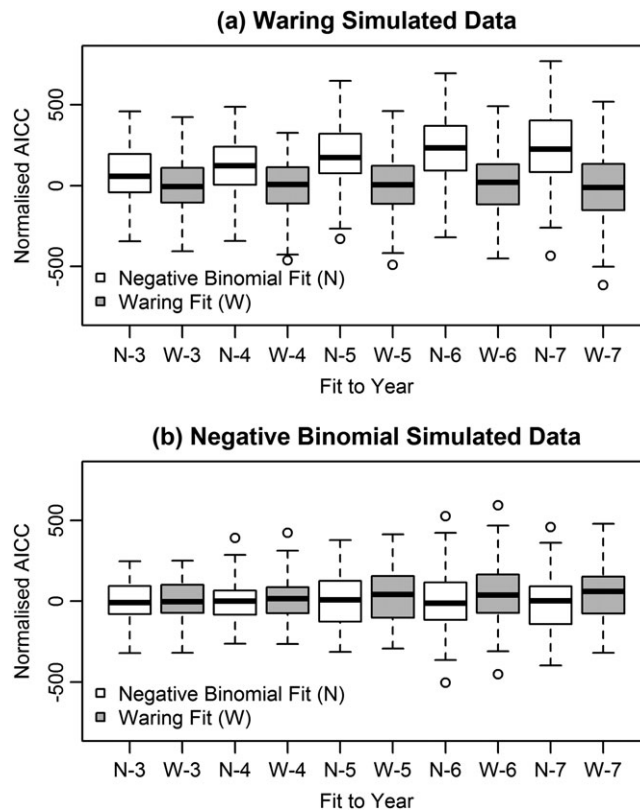 (a) Waring Simulated Data
Normalised AICC
500
0
-500
Negative Binomial Fit (N)
Waring Fit (W)
N-3 W-3 N-4 W-4 N-5 W-5 N-6 W-6 N-7 W-7
Fit to Year
(b) Negative Binomial Simulated Data
Normalised AICC
500
0
-500
Negative Binomial Fit (N)
Waring Fit (W)
N-3 W-3 N-4 W-4 N-5 W-5 N-6 W-6 N-7 W-7
Fit to Year